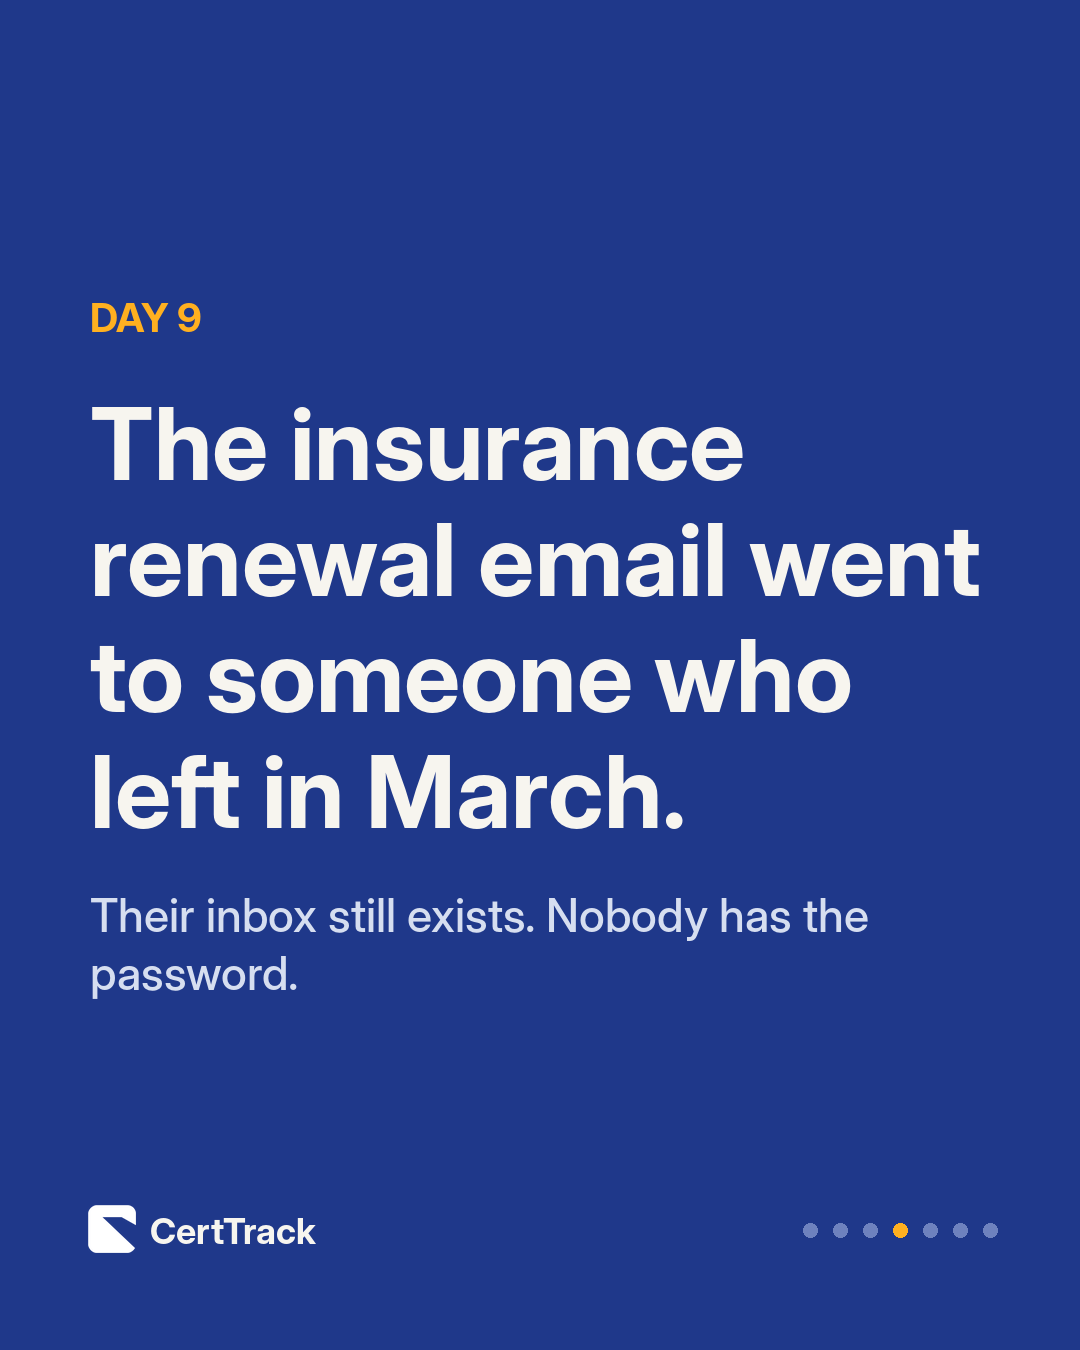 DAY 9
The insurance
renewal email went
to someone who
left in March.
Their inbox still exists. Nobody has the
password.
CertTrack